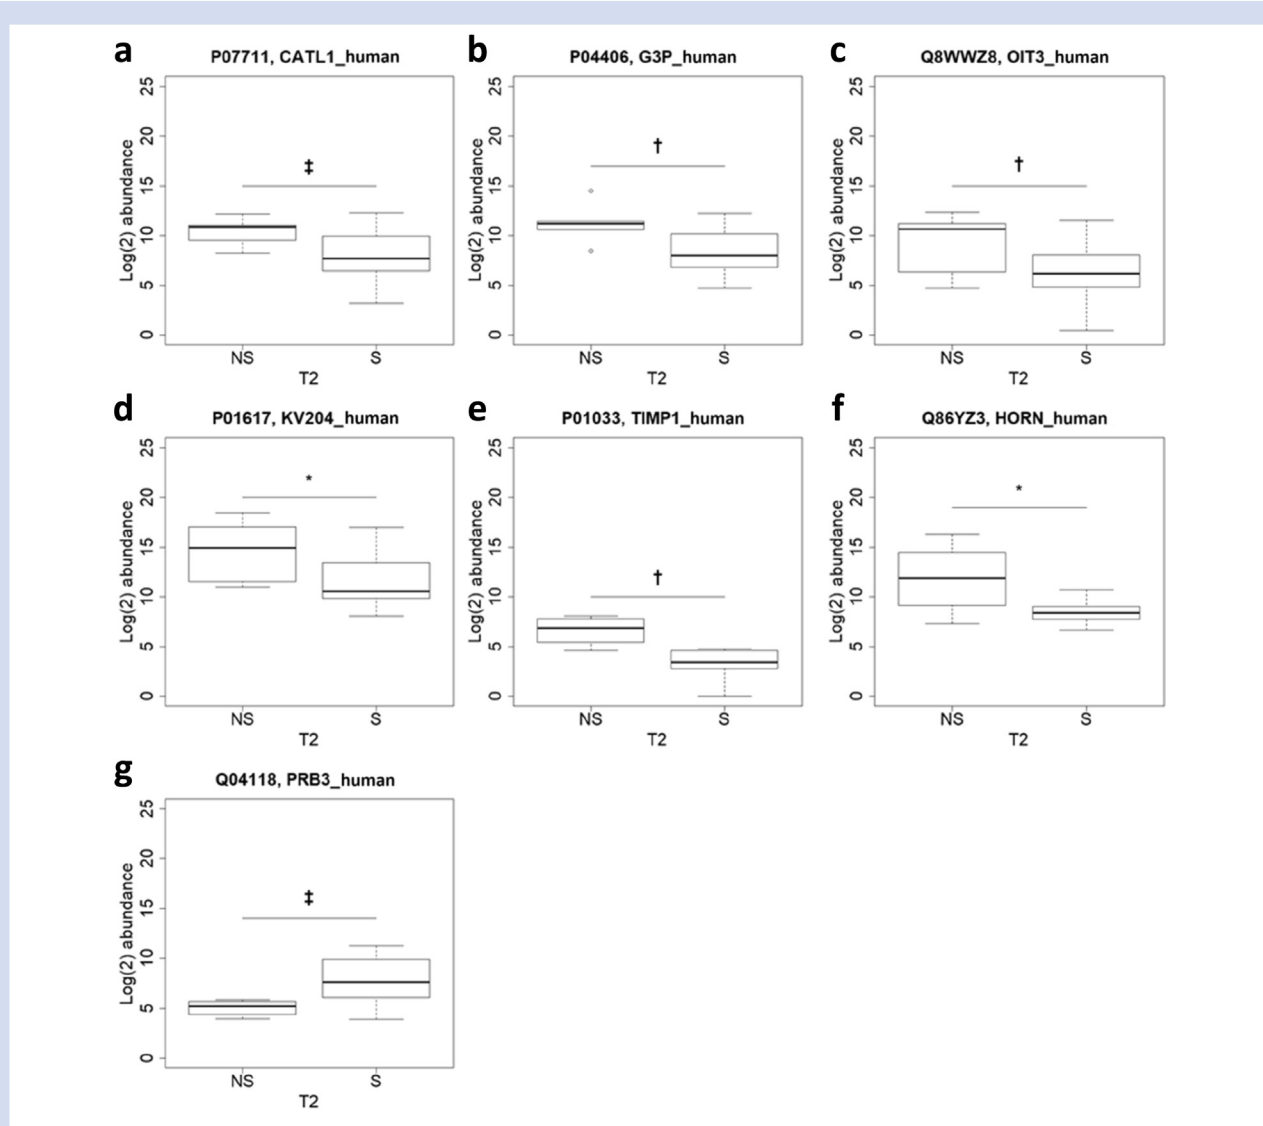 a
P07711, CATL1_human
Log(2) abundance
25
20
15
10
5
0
‡
NS
S
T2
b
P04406, G3P_human
Log(2) abundance
25
20
15
10
5
0
†
NS
S
T2
c
Q8WWZ8, OIT3_human
Log(2) abundance
25
20
15
10
5
0
†
NS
S
T2
d
P01617, KV204_human
Log(2) abundance
25
20
15
10
5
0
*
NS
S
T2
e
P01033, TIMP1_human
Log(2) abundance
25
20
15
10
5
0
†
NS
S
T2
f
Q86YZ3, HORN_human
Log(2) abundance
25
20
15
10
5
0
*
NS
S
T2
g
Q04118, PRB3_human
Log(2) abundance
25
20
15
10
5
0
‡
NS
S
T2